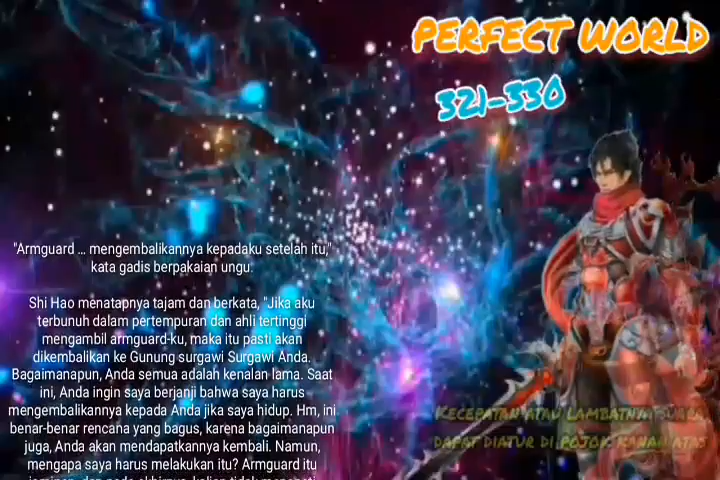 PERFECT WORLD
321-330
"Armguard ... mengembalikannya kepadaku setelah itu,"
kata gadis berpakaian ungu.
Shi Hao menatapnya tajam dan berkata, "Jika aku
terbunuh dalam pertempuran dan ahli tertinggi
mengambil armguard-ku, maka itu pasti akan
dikembalikan ke Gunung surgawi Surgawi Anda.
Bagaimanapun, Anda semua adalah kenalan lama. Saat
ini, Anda ingin saya berjanji bahwa saya harus
mengembalikannya kepada Anda jika saya hidup. Hm, ini
benar-benar rencana yang bagus, karena bagaimanapun
juga, Anda akan mendapatkannya kembali. Namun,
mengapa saya harus melakukan itu? Armguard itu
KECEPATAN ATAU LAMBATNYA SUARA
DAPAT DIATUR DI POJOK KANAN ATAS